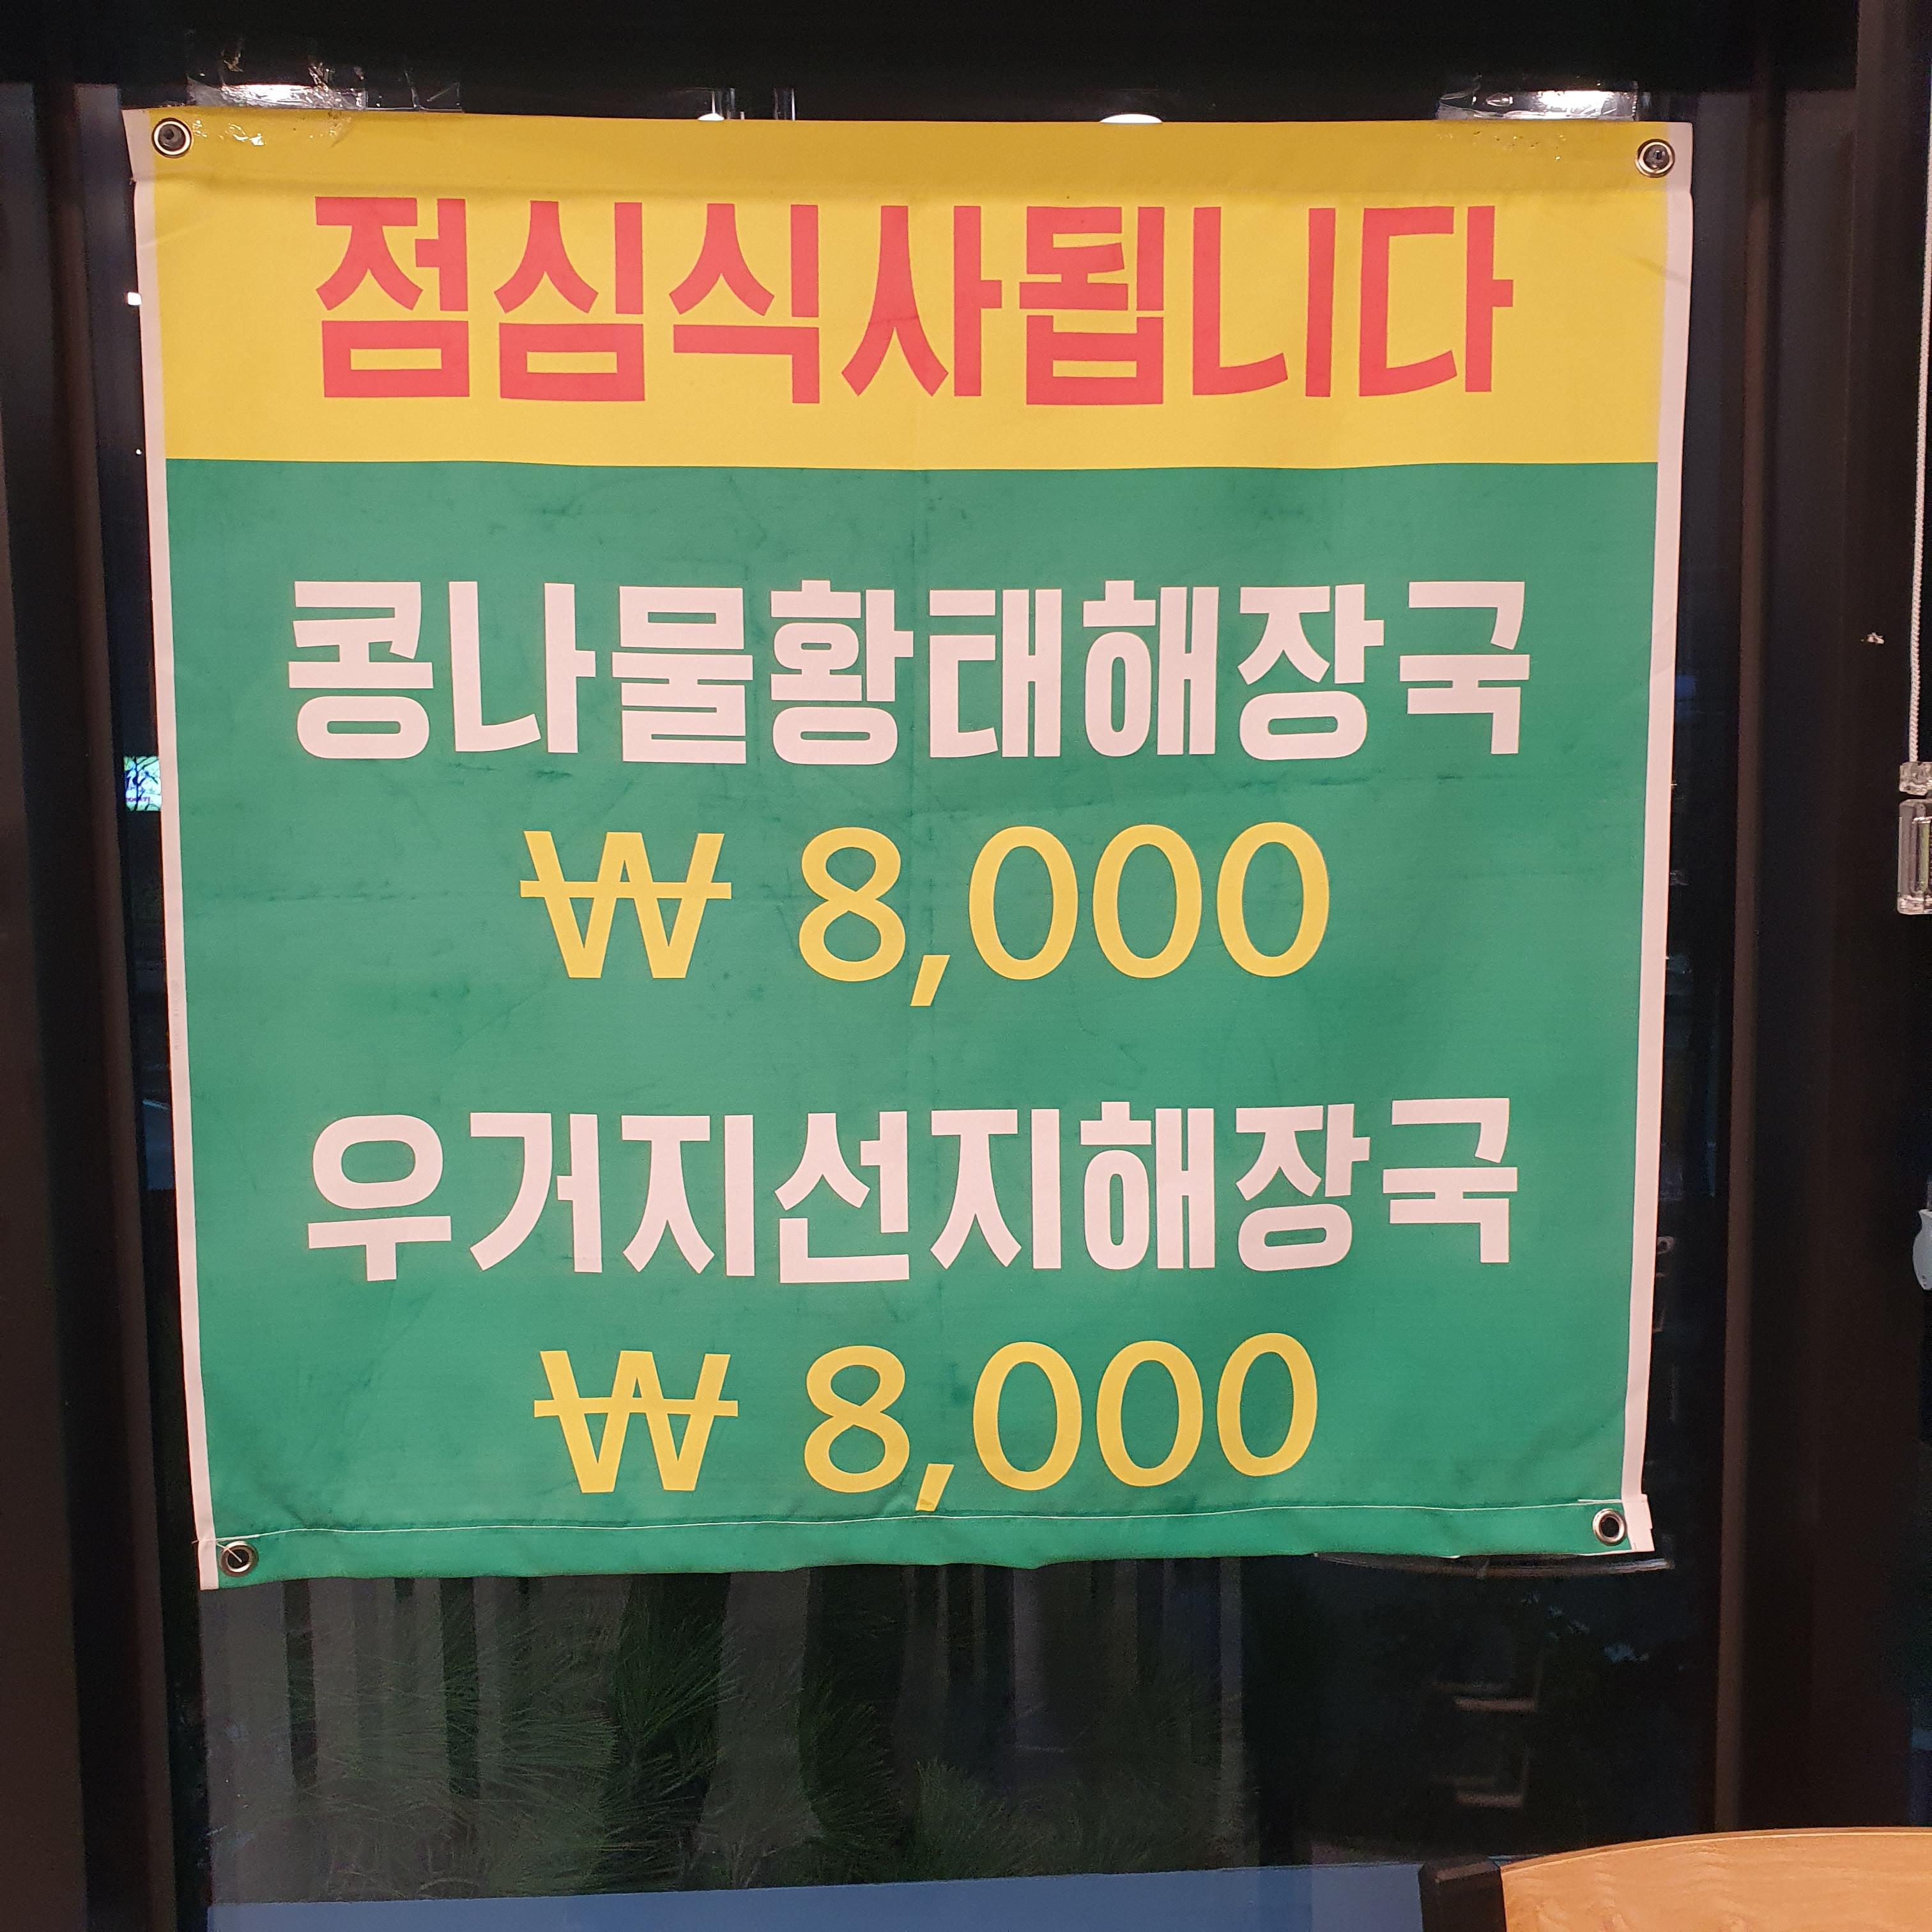 점심식사됩니다
콩나물황태해장국
₩ 8,000
우거지선지해장국
₩ 8,000